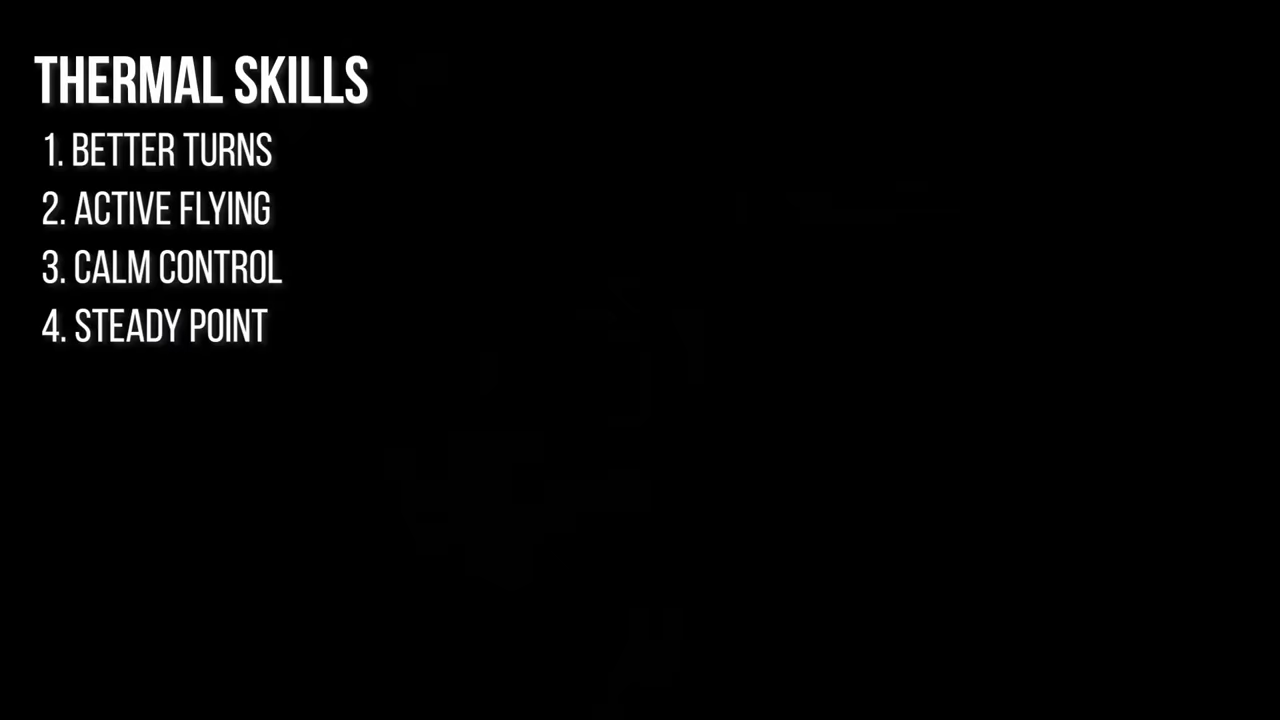 THERMAL SKILLS
1. BETTER TURNS
2. ACTIVE FLYING
3. CALM CONTROL
4. STEADY POINT